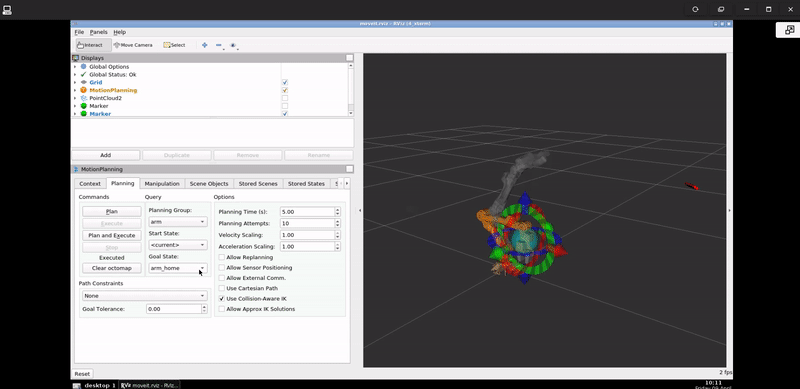 moveit.rviz - RViz
File Panels Help
Interact Move Camera Select
Displays
Global Options
Global Status: Ok
Grid
MotionPlanning
PointCloud2
Marker
Marker
Add Duplicate Remove Rename
MotionPlanning
Context Planning Manipulation Scene Objects Stored Scenes Stored States
Commands Query Options
Plan
Execute
Plan and Execute
Stop
Executed
Clear octomap
Planning Group:
arm
Start State:
<current>
Goal State:
arm_home
Planning Time (s): 5.00
Planning Attempts: 10
Velocity Scaling: 1.00
Acceleration Scaling: 1.00
Allow Replanning
Allow Sensor Positioning
Allow External Comm.
Use Cartesian Path
Use Collision-Aware IK
Allow Approx IK Solutions
Path Constraints
None
Goal Tolerance: 0.00
Reset
2 fps
desktop 1 moveit.rviz - RViz...
10:11